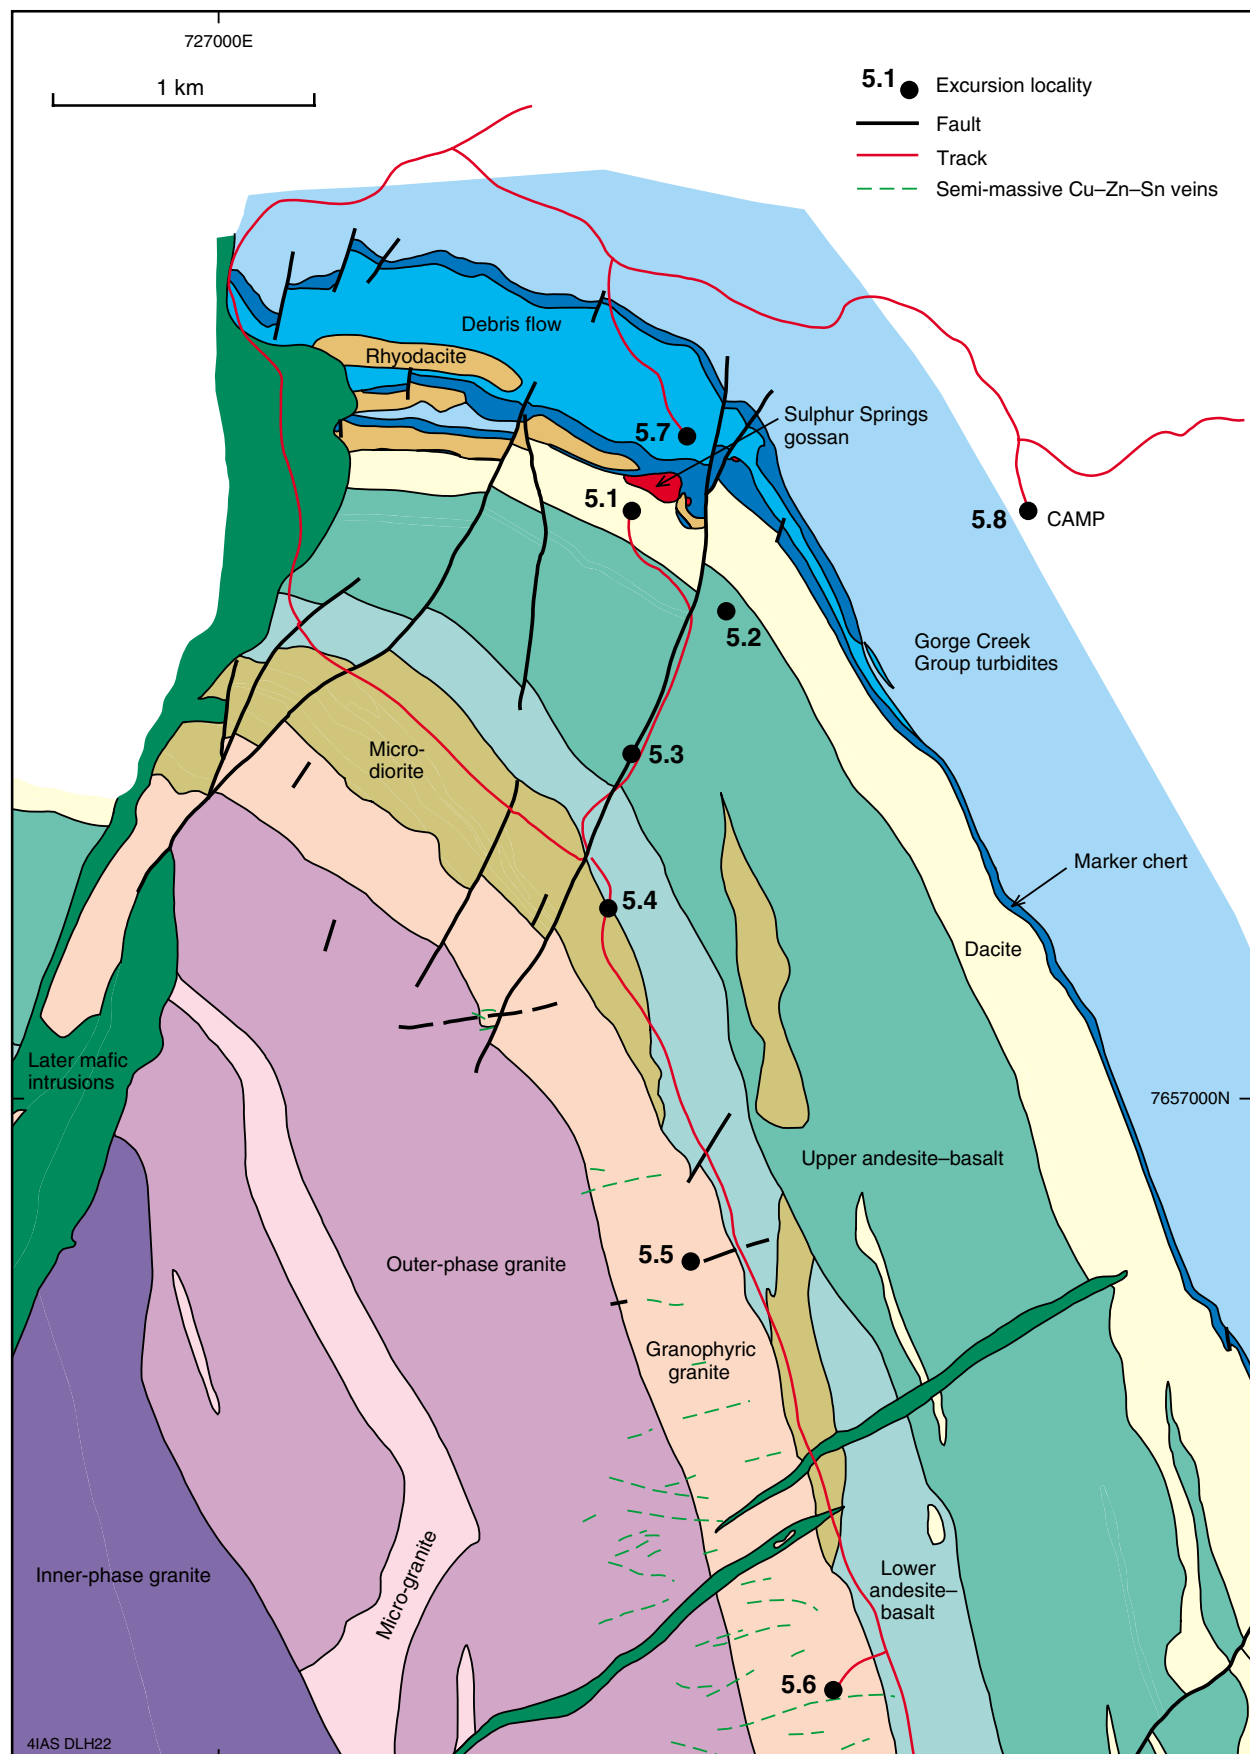 727000E
1 km
5.1
Excursion locality
Fault
Track
Semi-massive Cu–Zn–Sn veins
Debris flow
Rhyodacite
Sulphur Springs
gossan
5.7
5.1
5.8
CAMP
5.2
Gorge Creek
Group turbidites
5.3
Micro-
diorite
Marker chert
5.4
Dacite
Later mafic
intrusions
7657000N
Upper andesite–basalt
5.5
Outer-phase granite
Granophyric
granite
Inner-phase granite
Micro-granite
Lower
andesite–
basalt
5.6
4IAS DLH22